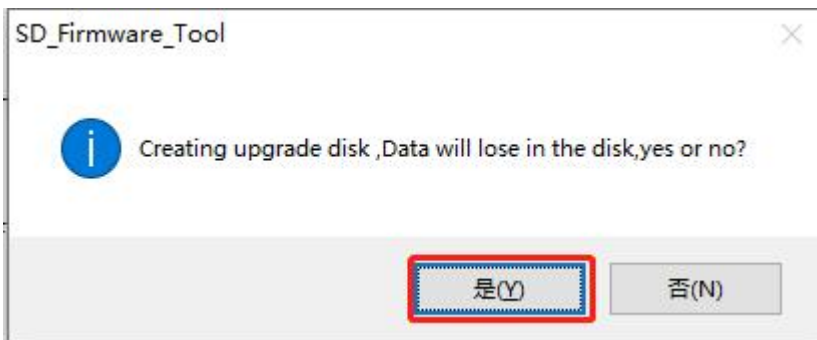 SD_Firmware_Tool
Creating upgrade disk ,Data will lose in the disk,yes or no?
是(Y)
否(N)